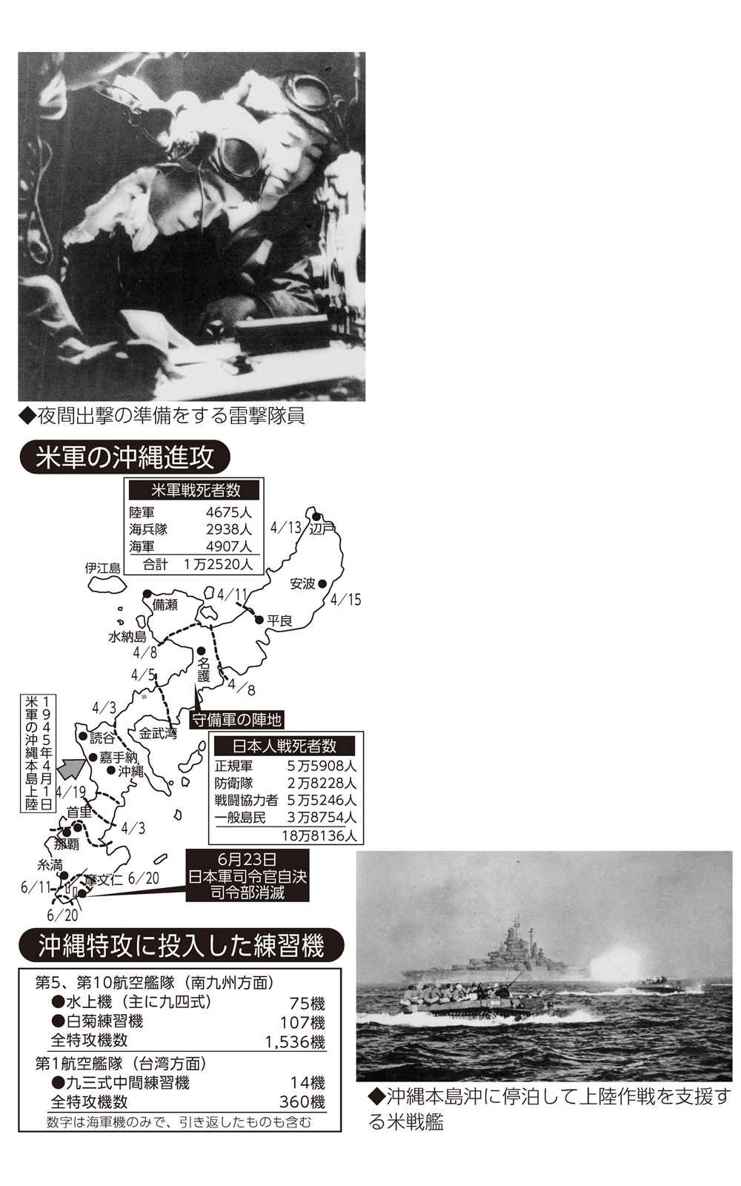 ◆夜間出撃の準備をする雷撃隊員
米軍の沖縄進攻
米軍戦死者数
陸軍 4675人
海兵隊 2938人
海軍 4907人
合計 1万2520人
4/13
辺戸
伊江島
安波
4/15
備瀬
4/11
平良
水納島
4/8
名護
4/5
4/8
守備軍の陣地
4/3
金武湾
読谷
嘉手納
沖縄
1945年4月1日
米軍の沖縄本島上陸
日本人戦死者数
正規軍 5万5908人
防衛隊 2万8228人
戦闘協力者 5万5246人
一般島民 3万8754人
18万8136人
4/19
首里
4/3
那覇
糸満
摩文仁
6/20
6/11
6/20
6月23日
日本軍司令官自決
司令部消滅
沖縄特攻に投入した練習機
第5、第10航空艦隊（南九州方面）
●水上機（主に九四式） 75機
●白菊練習機 107機
全特攻機数 1,536機
第1航空艦隊（台湾方面）
●九三式中間練習機 14機
全特攻機数 360機
数字は海軍機のみで、引き返したものも含む
◆沖縄本島沖に停泊して上陸作戦を支援す
る米戦艦